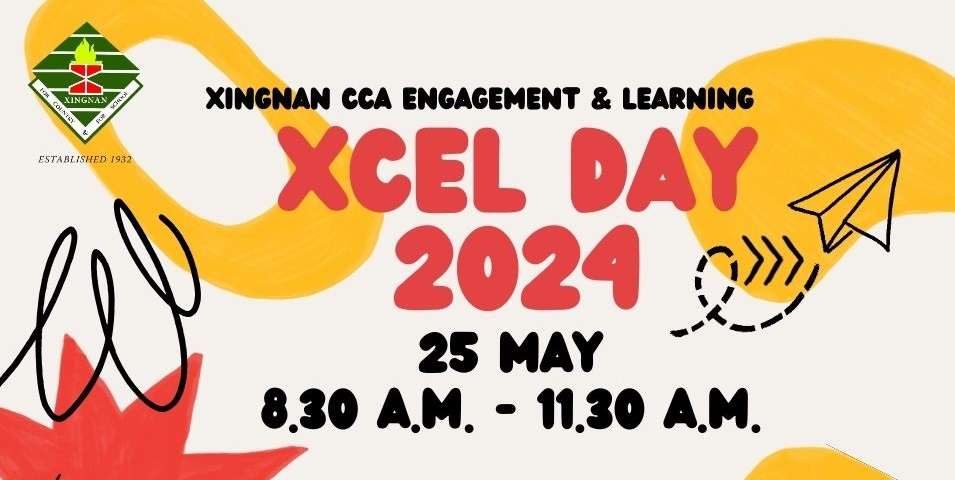 XINGNAN
FOR COUNTRY & FOR SCHOOL
ESTABLISHED 1932
XINGNAN CCA ENGAGEMENT & LEARNING
XCEL DAY
2024
25 MAY
8.30 A.M. - 11.30 A.M.